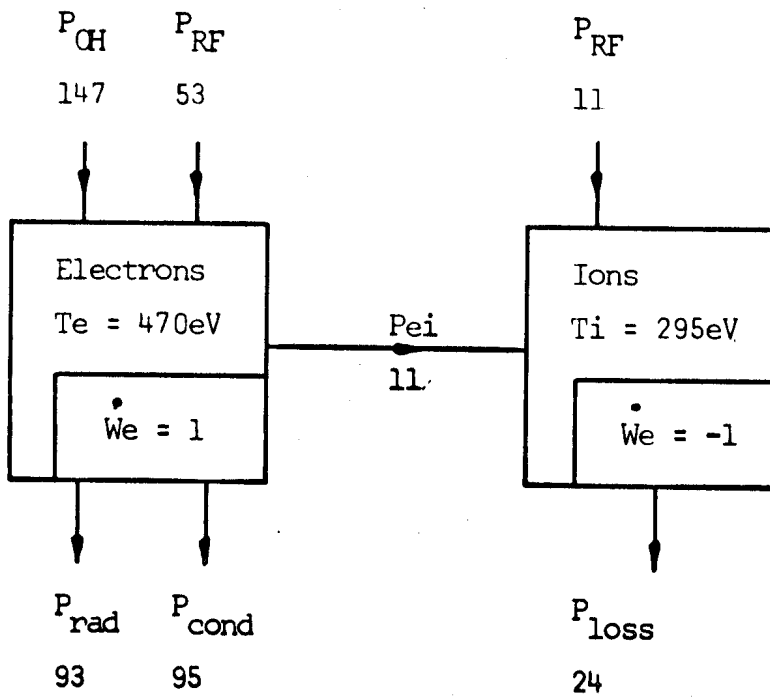 P_OH P_RF P_RF
147 53 11
Electrons Ions
Te = 470eV Pei Ti = 295eV
11.
Ẇe = 1 Ẇe = -1
P_rad P_cond P_loss
93 95 24